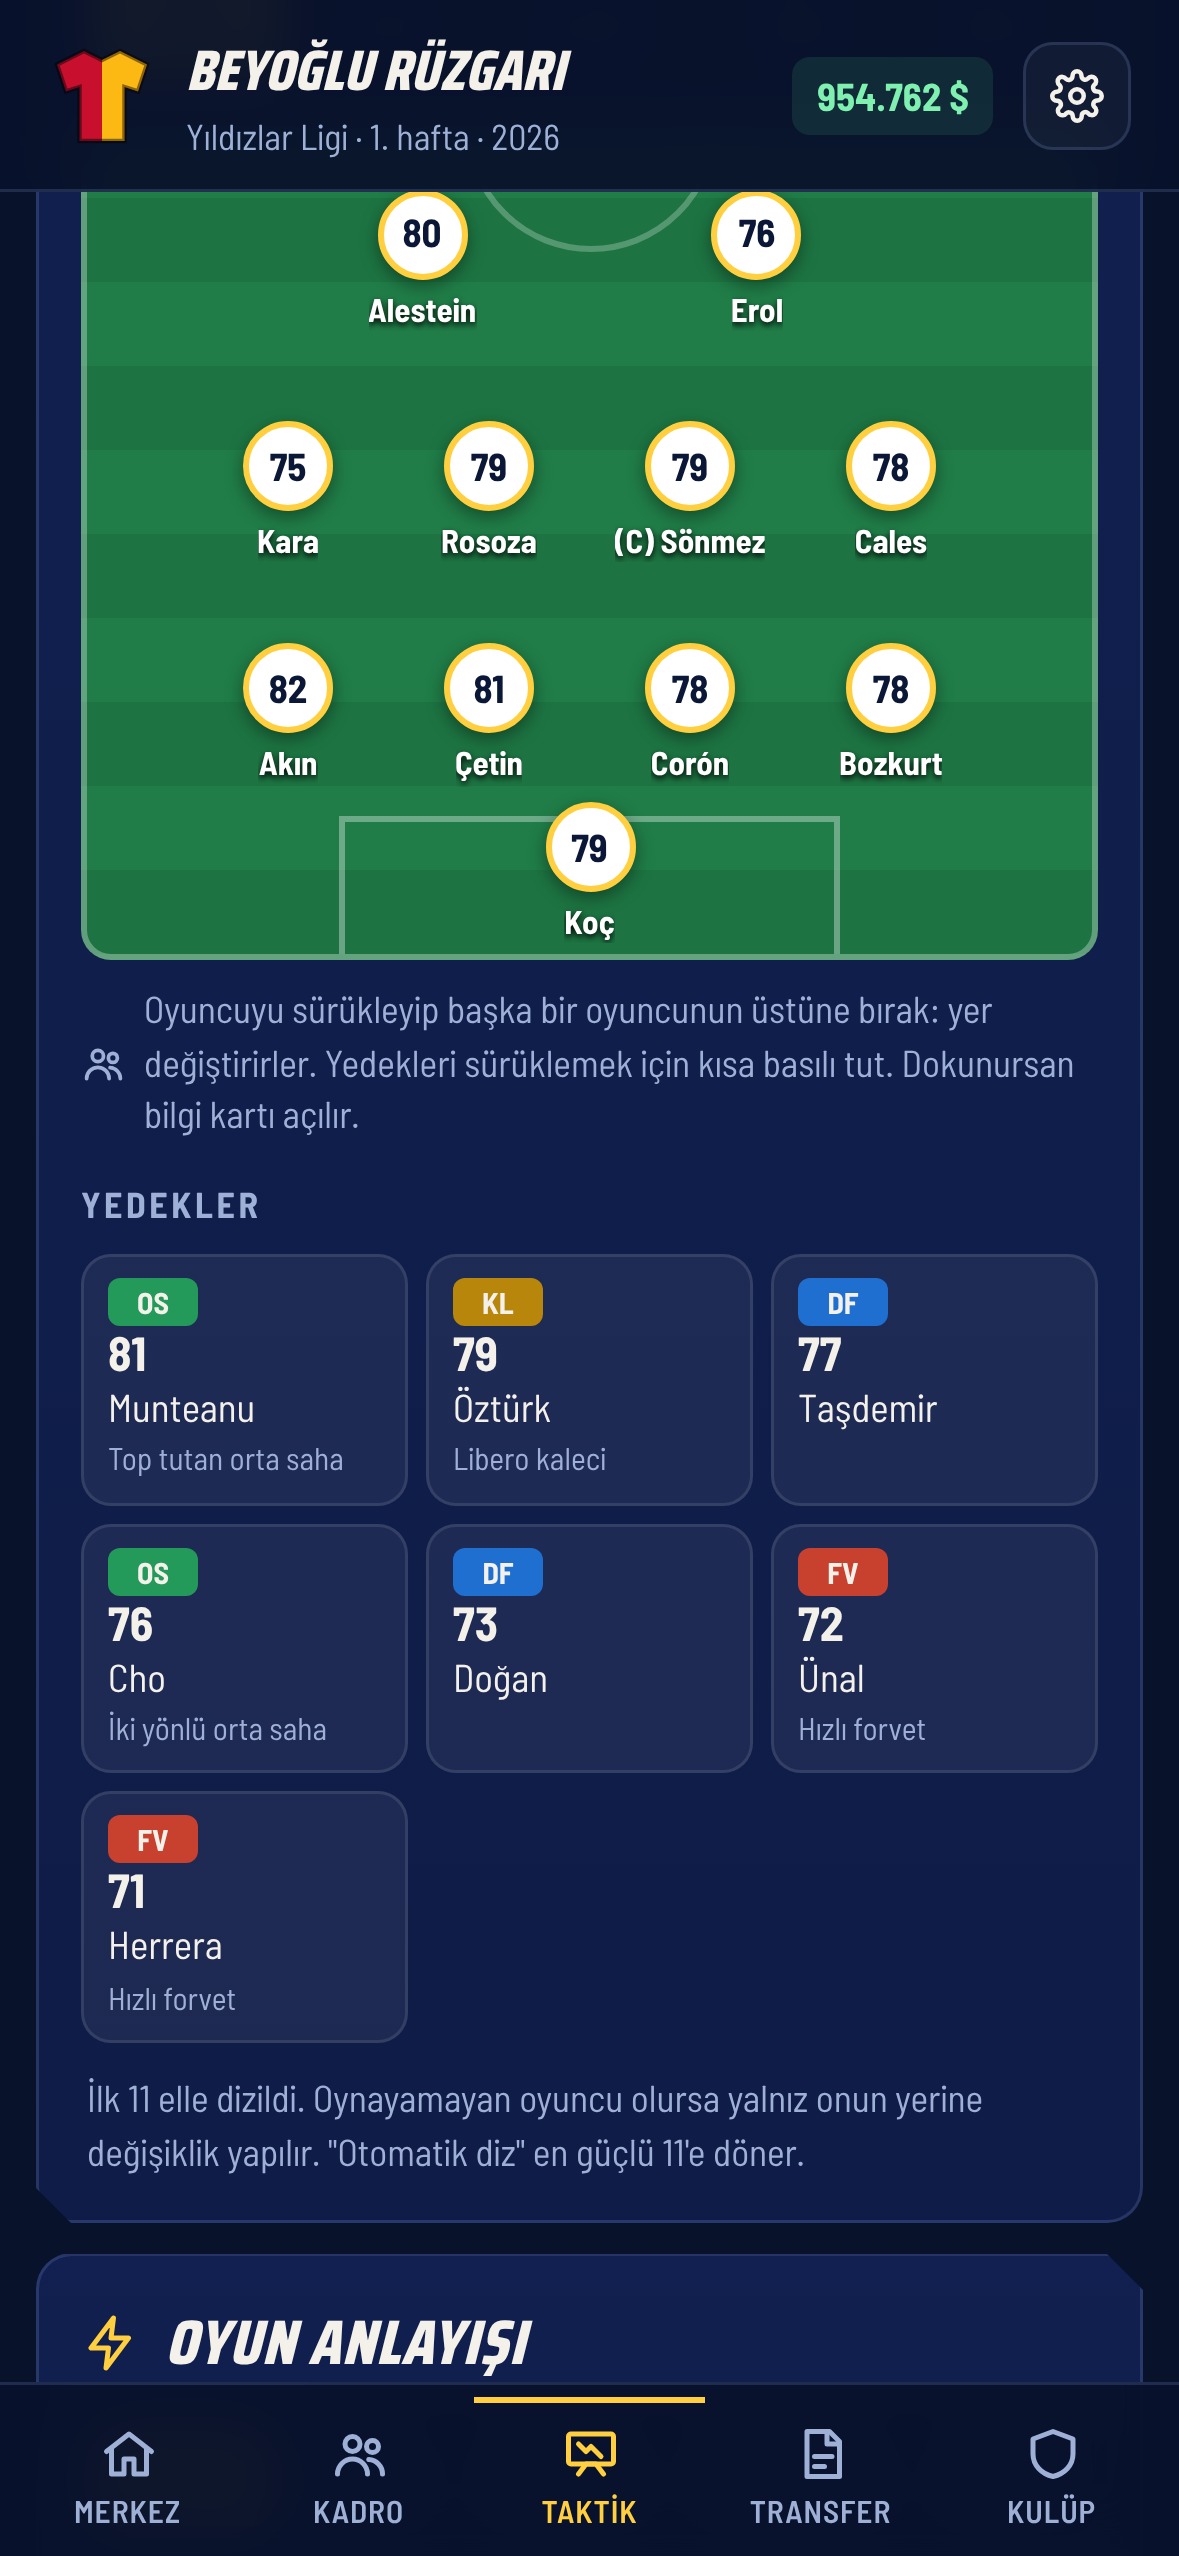 BEYOĞLU RÜZGARI
Yıldızlar Ligi · 1. hafta · 2026
954.762 $
80
76
Alestein
Erol
75
79
79
78
Kara
Rosoza
(C) Sönmez
Cales
82
81
78
78
Akın
Çetin
Corón
Bozkurt
79
Koç
Oyuncuyu sürükleyip başka bir oyuncunun üstüne bırak: yer
değiştirirler. Yedekleri sürüklemek için kısa basılı tut. Dokunursan
bilgi kartı açılır.
YEDEKLER
OS
81
Munteanu
Top tutan orta saha
KL
79
Öztürk
Libero kaleci
DF
77
Taşdemir
OS
76
Cho
İki yönlü orta saha
DF
73
Doğan
FV
72
Ünal
Hızlı forvet
FV
71
Herrera
Hızlı forvet
İlk 11 elle dizildi. Oynayamayan oyuncu olursa yalnız onun yerine
değişiklik yapılır. "Otomatik diz" en güçlü 11'e döner.
OYUN ANLAYIŞI
MERKEZ
KADRO
TAKTİK
TRANSFER
KULÜP